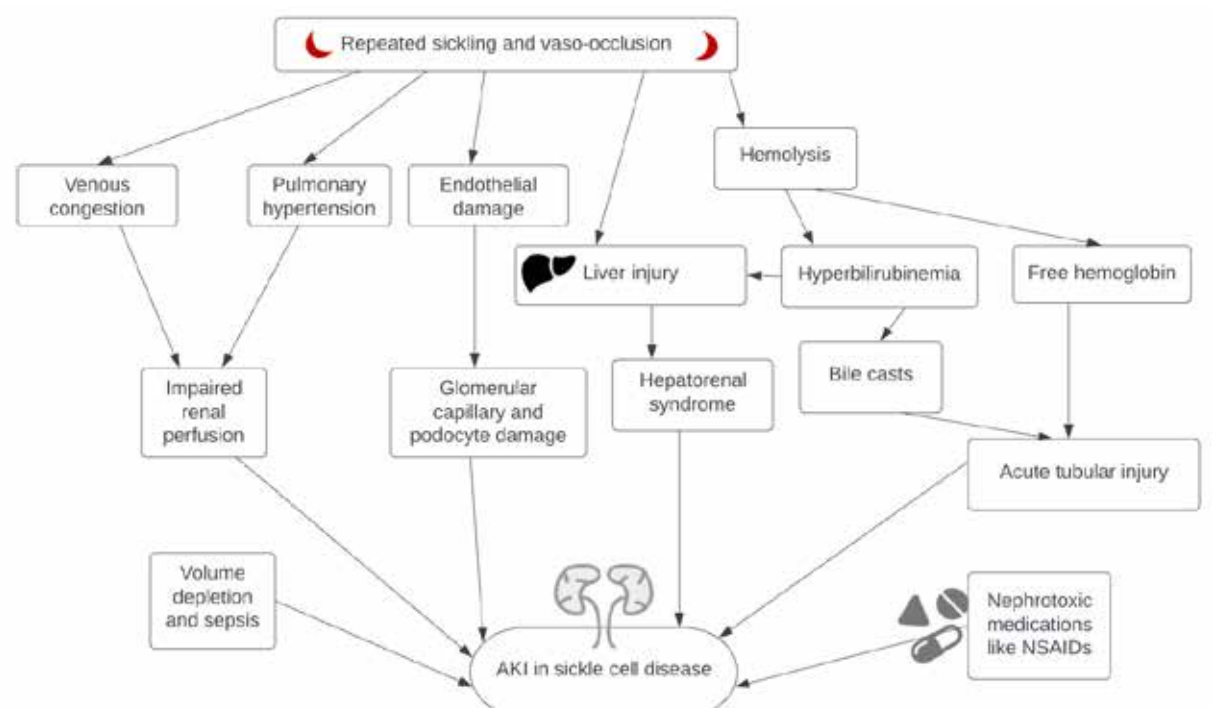 Repeated sickling and vaso-occlusion
Hemolysis
Venous
congestion
Pulmonary
hypertension
Endothelial
damage
Liver injury
Hyperbilirubinemia
Free hemoglobin
Impaired
renal
perfusion
Glomerular
capillary and
podocyte damage
Hepatorenal
syndrome
Bile casts
Acute tubular injury
Volume
depletion
and sepsis
AKI in sickle cell disease
Nephrotoxic
medications
like NSAIDs